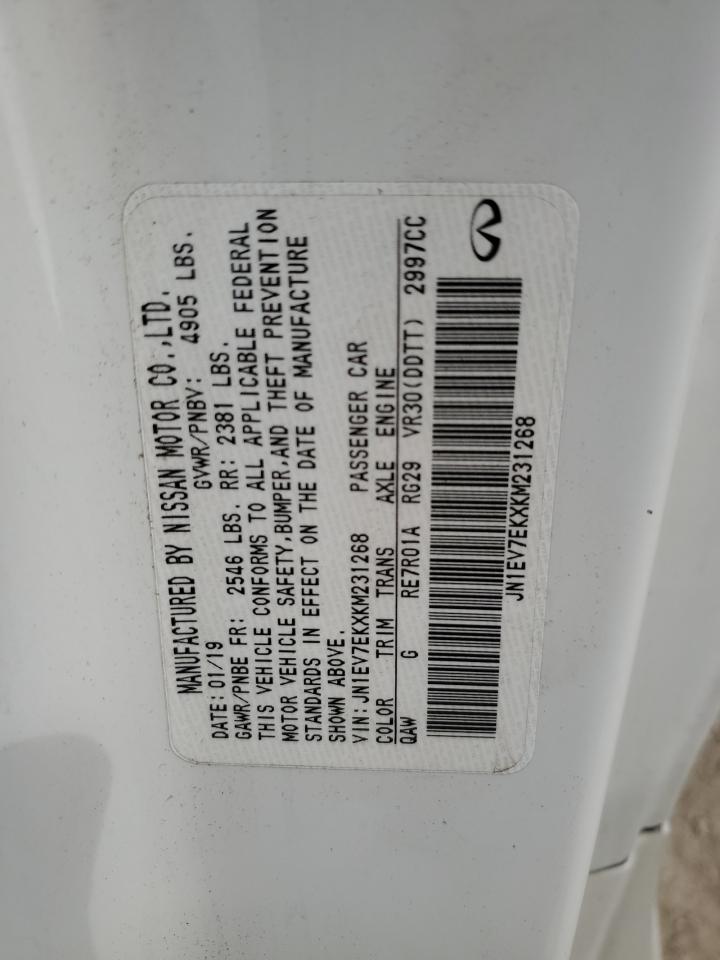 MANUFACTURED BY NISSAN MOTOR CO.,LTD.
DATE:01/19 GVWR/PNBV: 4905 LBS.
GAWR/PNBE FR: 2546 LBS. RR: 2381 LBS.
THIS VEHICLE CONFORMS TO ALL APPLICABLE FEDERAL
MOTOR VEHICLE SAFETY,BUMPER,AND THEFT PREVENTION
STANDARDS IN EFFECT ON THE DATE OF MANUFACTURE
SHOWN ABOVE.
VIN:JN1EV7EKXKM231268 PASSENGER CAR
COLOR TRIM TRANS AXLE ENGINE
QAW G RE7R01A RG29 VR30(DDTT) 2997CC
JN1EV7EKXKM231268